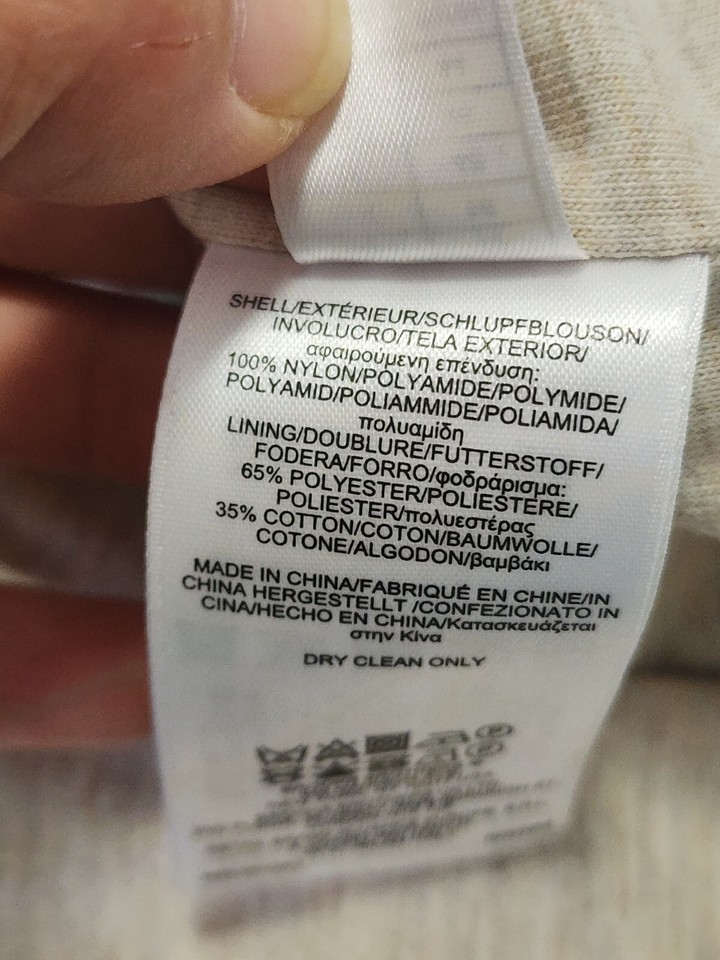 SHELL/EXTÉRIEUR/SCHLUPFBLOUSON/
INVOLUCRO/TELA EXTERIOR/
αφαιρούμενη επένδυση:
100% NYLON/POLYAMIDE/POLYMIDE/
POLYAMID/POLIAMMIDE/POLIAMIDA/
πολυαμίδη
LINING/DOUBLURE/FUTTERSTOFF/
FODERA/FORRO/φοδράρισμα:
65% POLYESTER/POLIESTERE/
POLIESTER/πολυεστέρας
35% COTTON/COTON/BAUMWOLLE/
COTONE/ALGODON/βαμβάκι
MADE IN CHINA/FABRIQUÉ EN CHINE/IN
CHINA HERGESTELLT /CONFEZIONATO IN
CINA/HECHO EN CHINA/Κατασκευάζεται
στην Κίνα
DRY CLEAN ONLY